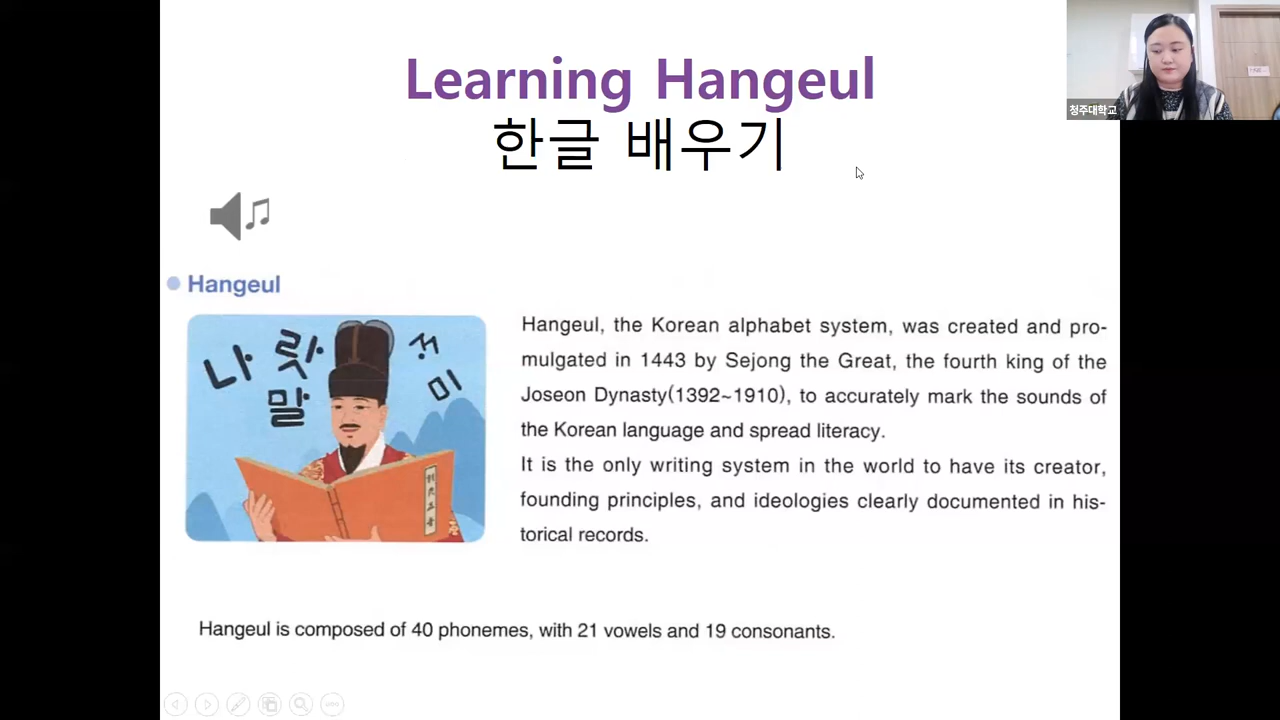 Learning Hangeul
한글 배우기
청주대학교
Hangeul
나 랏
말
미
Hangeul, the Korean alphabet system, was created and pro-
mulgated in 1443 by Sejong the Great, the fourth king of the
Joseon Dynasty(1392~1910), to accurately mark the sounds of
the Korean language and spread literacy.
It is the only writing system in the world to have its creator,
founding principles, and ideologies clearly documented in his-
torical records.
Hangeul is composed of 40 phonemes, with 21 vowels and 19 consonants.